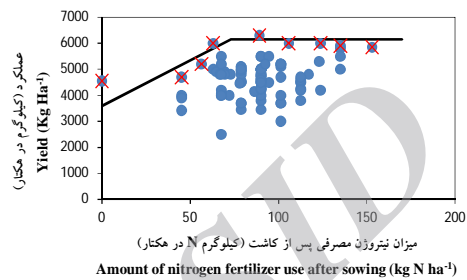 7000
6000
5000
4000
3000
2000
1000
0
عملکرد (کیلوگرم در هکتار)
Yield (Kg Ha⁻¹)
0 50 100 150 200
میزان نیتروژن مصرفی پس از کاشت (کیلوگرم N در هکتار)
Amount of nitrogen fertilizer use after sowing (kg N ha⁻¹)
SID